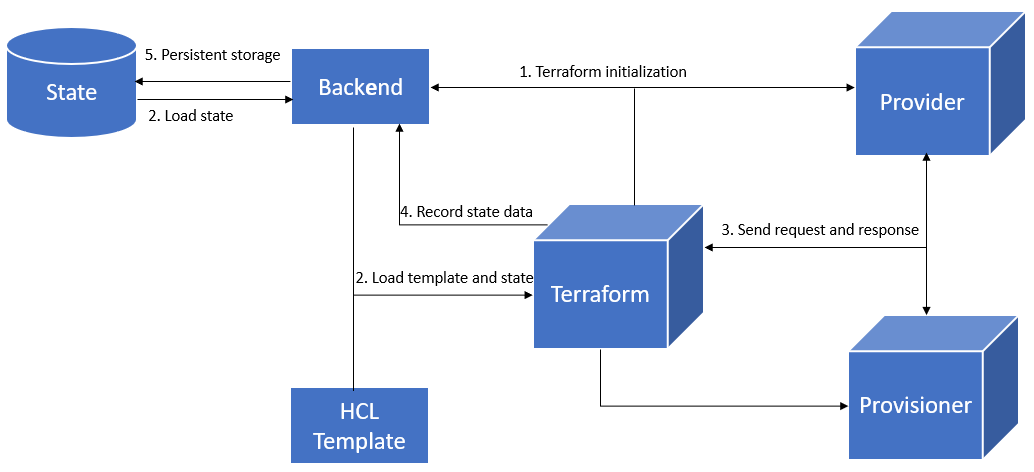 5. Persistent storage
State
Backend
1. Terraform initialization
Provider
2. Load state
4. Record state data
3. Send request and response
2. Load template and state
Terraform
HCL
Template
Provisioner